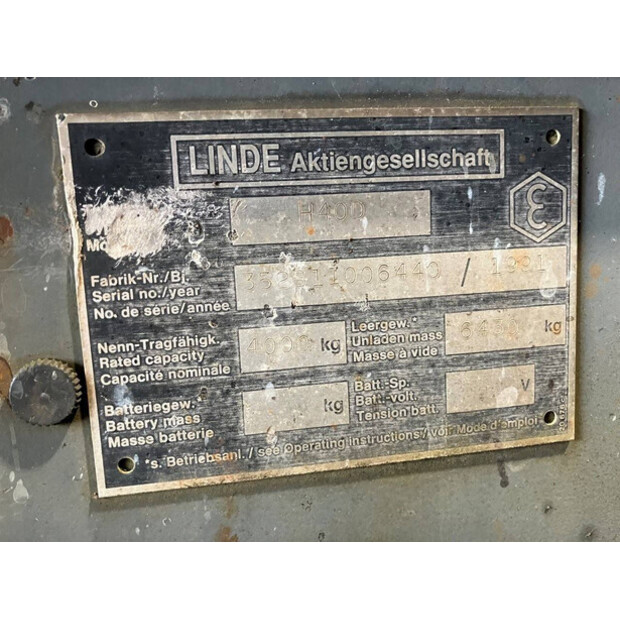 LINDE Aktiengesellschaft
H40D
Fabrik-Nr./Bj. / 1991
Serial no./year
No. de série/année
Nenn-Tragfähigk. 4000 kg
Rated capacity
Capacité nominale
Leergew.* kg
Unladen mass
Masse à vide
Batteriegew.* kg
Battery mass
Masse batterie
Batt.-Sp. V
Batt.-volt.
Tension batt.
*s. Betriebsanl. / see Operating instructions / voir Mode d'emploi